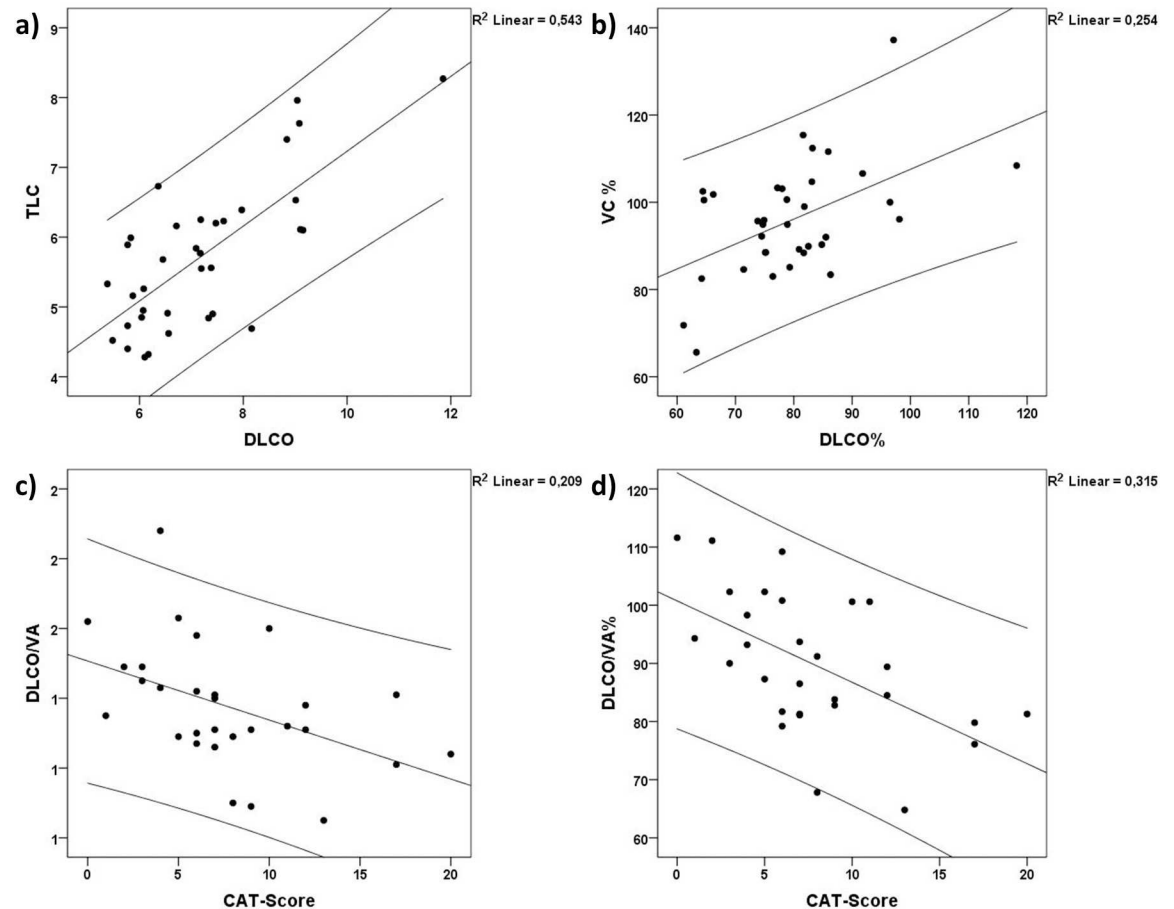 a)
R² Linear = 0,543
TLC
9
8
7
6
5
4
6 8 10 12
DLCO
b)
R² Linear = 0,254
VC %
140
120
100
80
60
60 70 80 90 100 110 120
DLCO%
c)
R² Linear = 0,209
DLCO/VA
2
2
2
1
1
1
0 5 10 15 20
CAT-Score
d)
R² Linear = 0,315
DLCO/VA%
120
110
100
90
80
70
60
0 5 10 15 20
CAT-Score